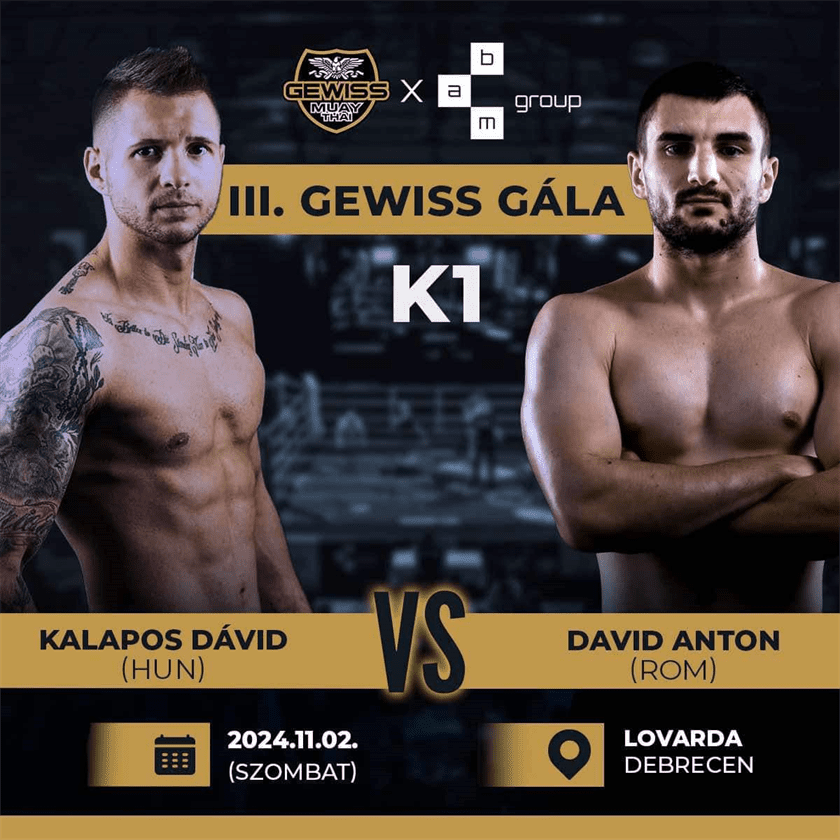 GEWISS
MUAY
THAI
X
b
a
m
group
III. GEWISS GÁLA
K1
KALAPOS DÁVID
(HUN)
VS
DAVID ANTON
(ROM)
2024.11.02.
(SZOMBAT)
LOVARDA
DEBRECEN